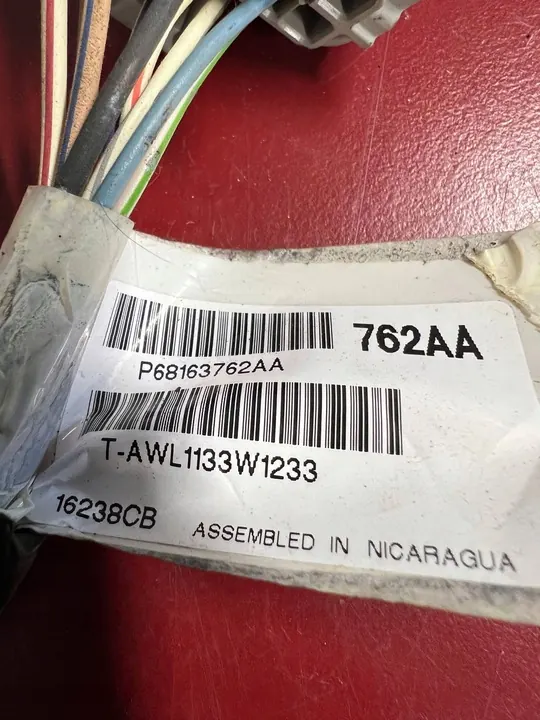 762AA
P68163762AA
T-AWL1133W1233
16238CB
ASSEMBLED IN NICARAGUA